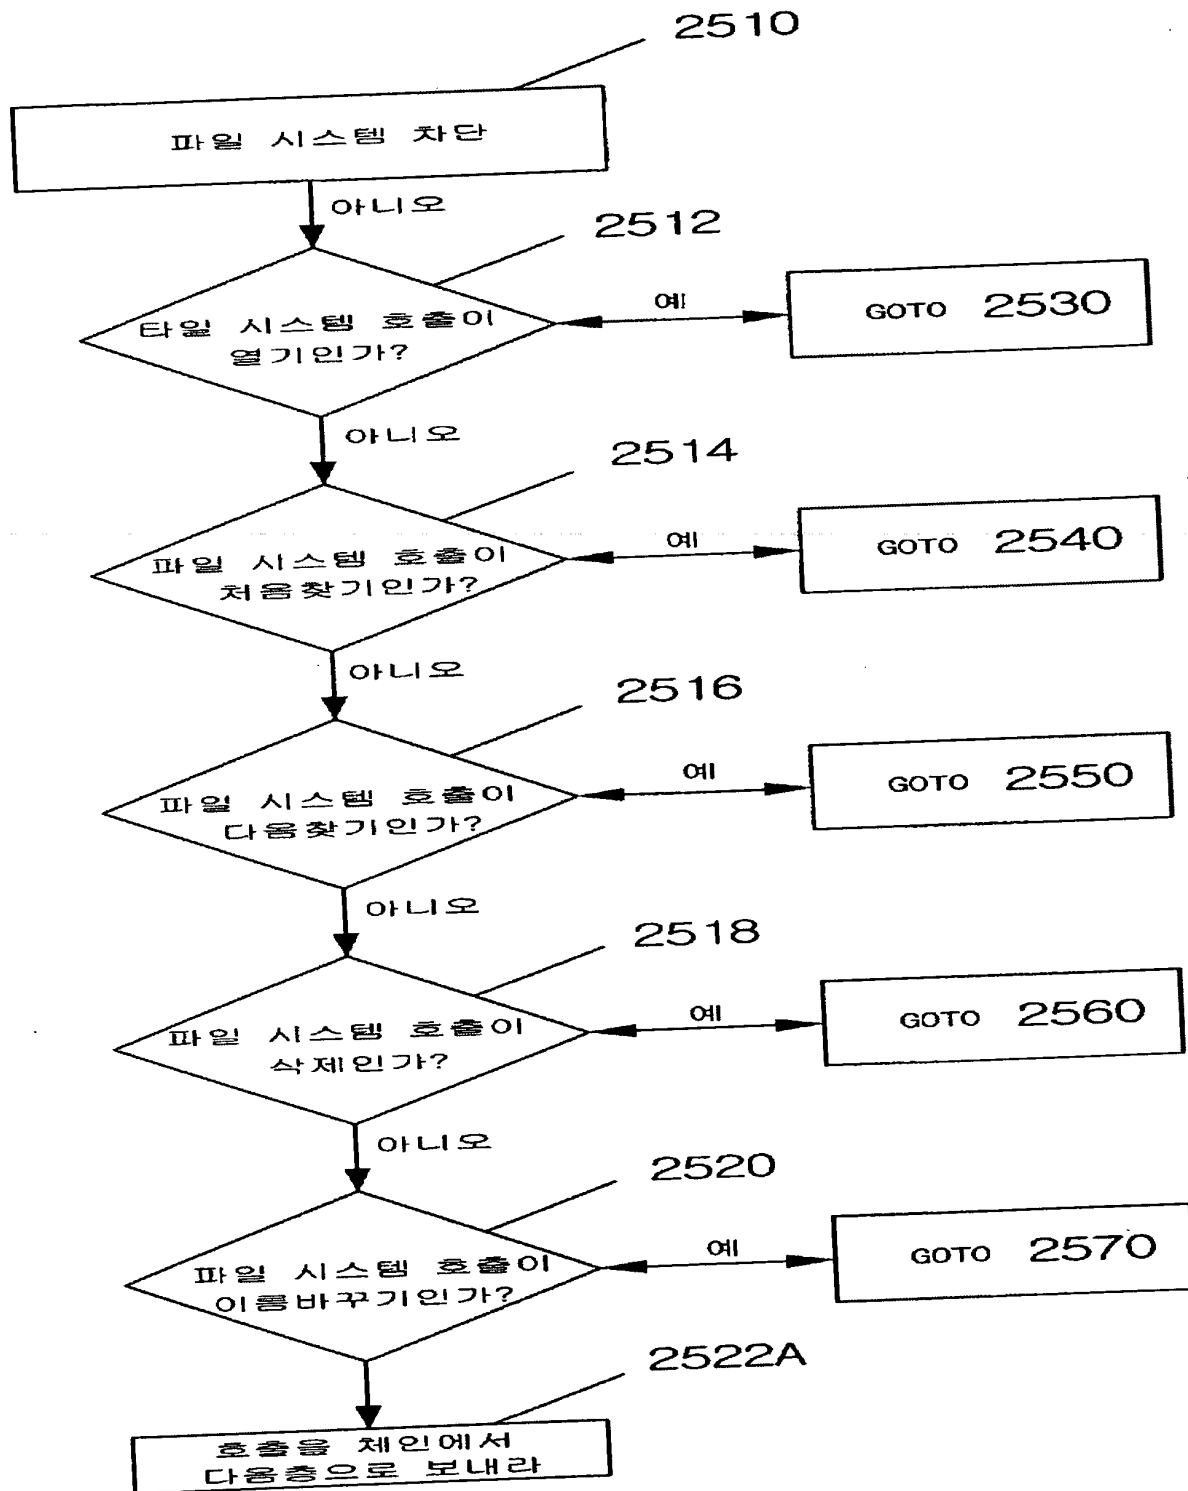 2510
파일 시스템 차단
아니오
2512
타일 시스템 호출이
열기인가?
예
GOTO 2530
아니오
2514
파일 시스템 호출이
처음찾기인가?
예
GOTO 2540
아니오
2516
파일 시스템 호출이
다음찾기인가?
예
GOTO 2550
아니오
2518
파일 시스템 호출이
삭제인가?
예
GOTO 2560
아니오
2520
파일 시스템 호출이
이름바꾸기인가?
예
GOTO 2570
2522A
호출을 체인에서
다음층으로 보내라